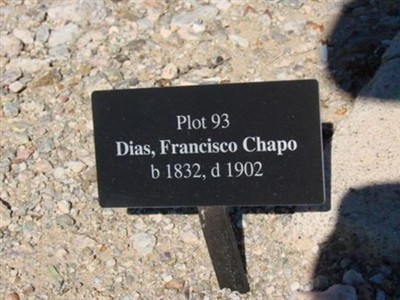 Plot 93
Dias, Francisco Chapo
b 1832, d 1902